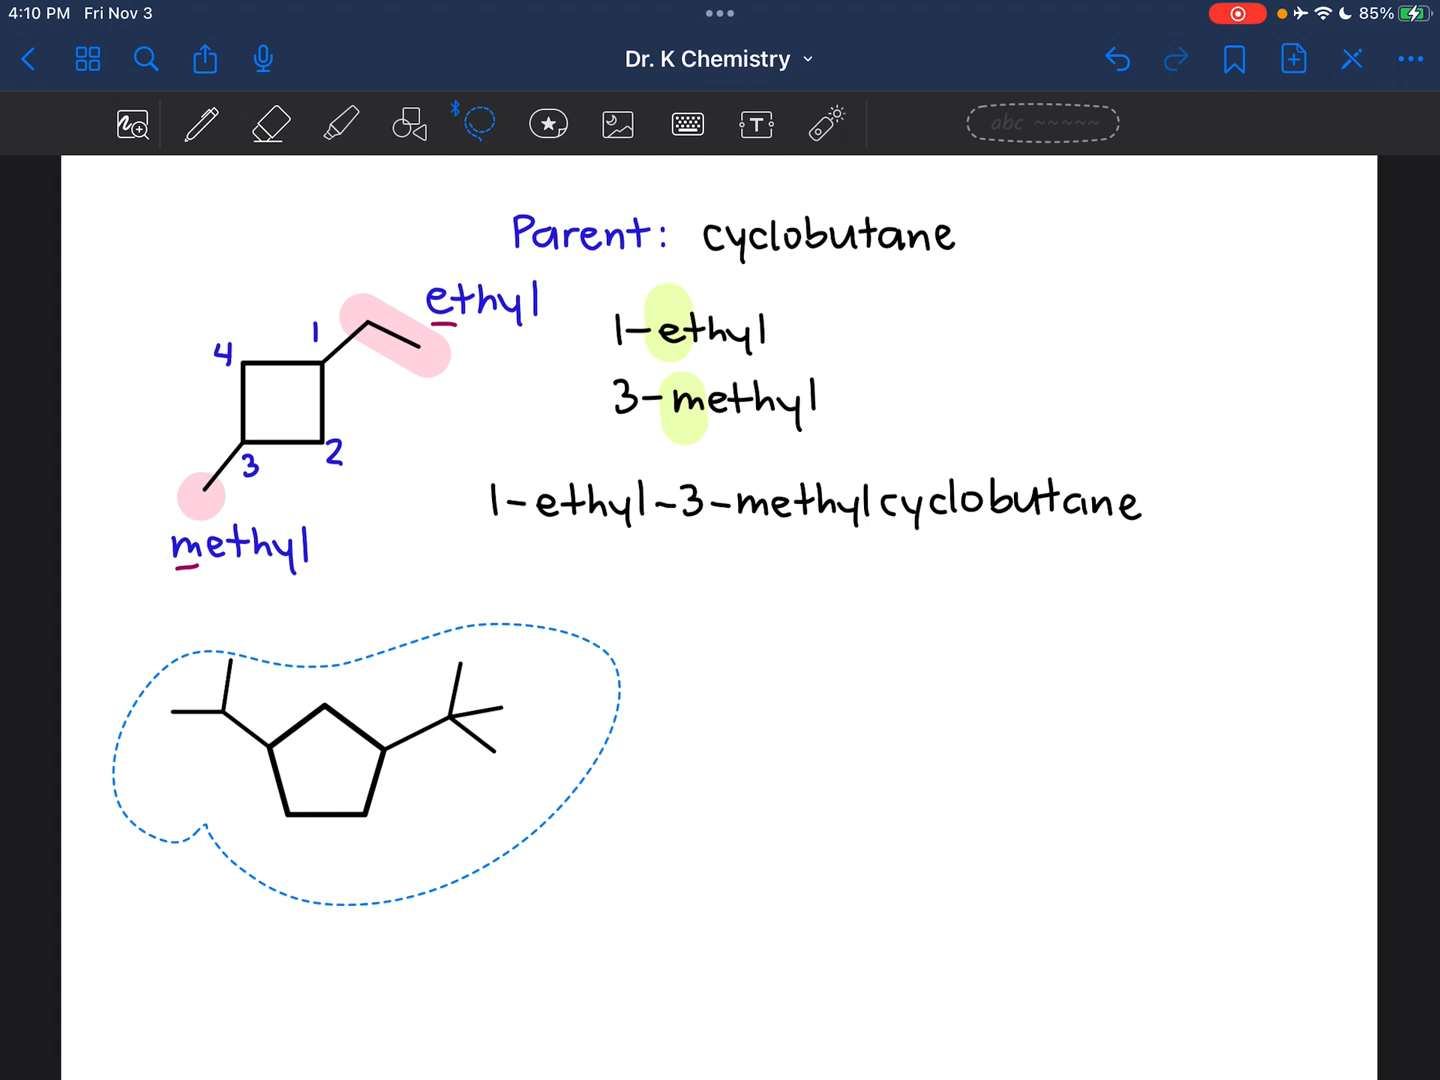 4:10 PM Fri Nov 3
85%
Dr. K Chemistry
abc
T
Parent: cyclobutane
ethyl
1-ethyl
1
4
3-methyl
2
3
1-ethyl-3-methylcyclobutane
methyl